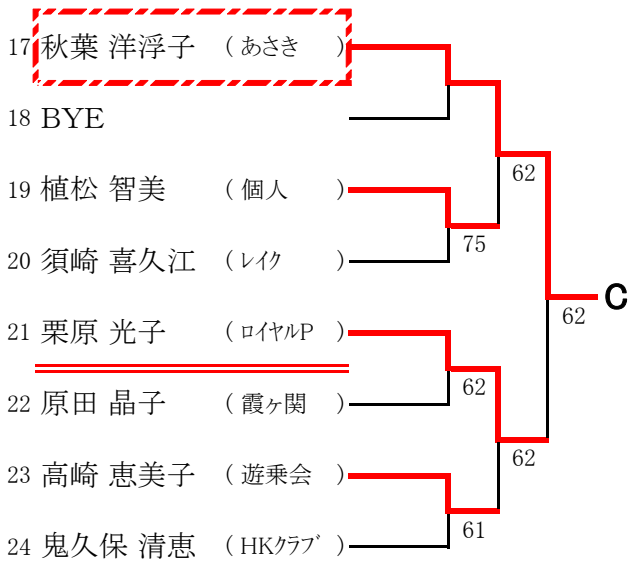 17 秋葉 洋浮子 ( あさき )
18 BYE
19 植松 智美 ( 個人 )
62
75
20 須崎 喜久江 ( ﾚｲｸ )
C
62
21 栗原 光子 ( ﾛｲﾔﾙP )
62
22 原田 晶子 ( 霞ヶ関 )
62
23 高崎 恵美子 ( 遊乗会 )
61
24 鬼久保 清恵 ( HKｸﾗﾌﾞ )